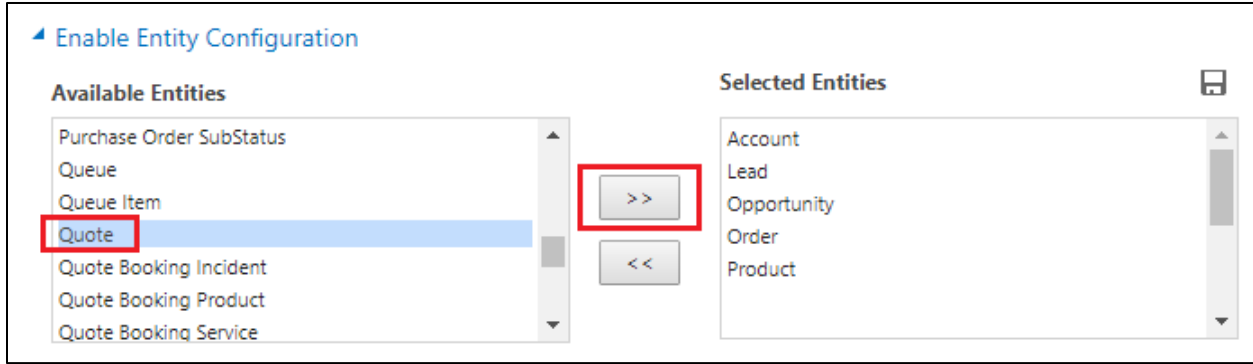 Enable Entity Configuration
Available Entities
Purchase Order SubStatus
Queue
Queue Item
Quote
Quote Booking Incident
Quote Booking Product
Quote Booking Service
>>
<<
Selected Entities
Account
Lead
Opportunity
Order
Product